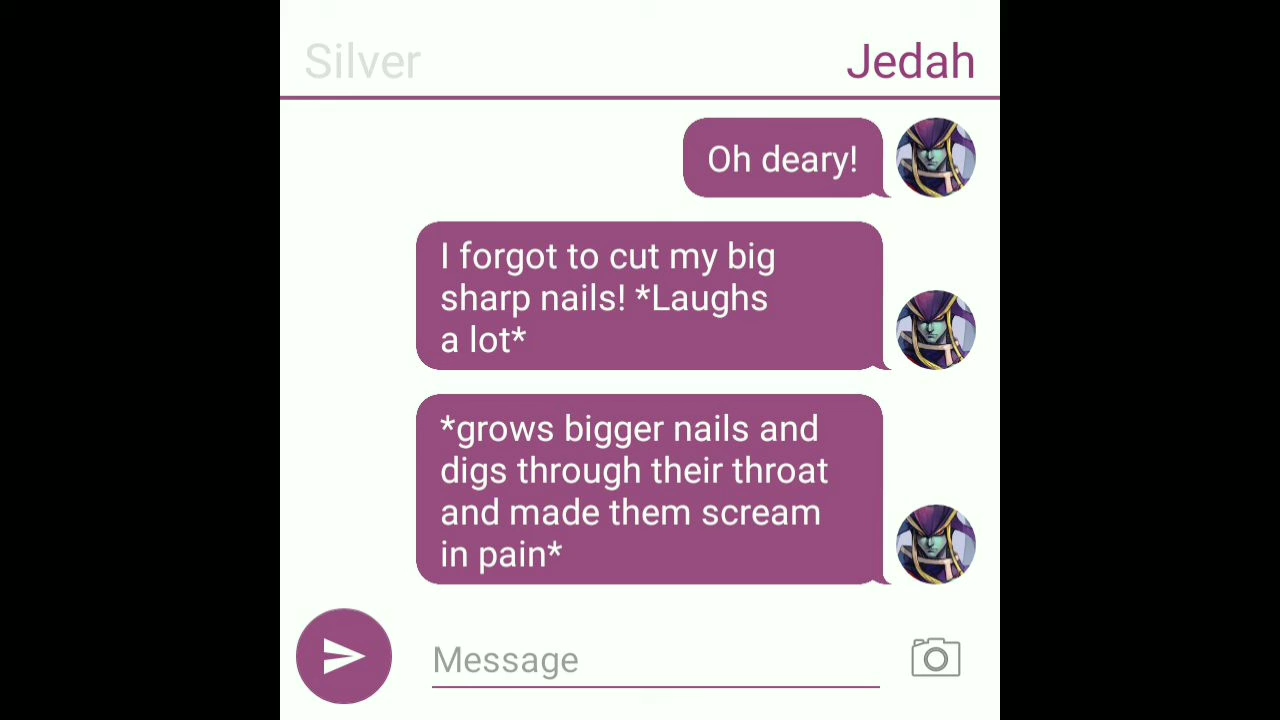 Silver
Jedah
Oh deary!
I forgot to cut my big
sharp nails! *Laughs
a lot*
*grows bigger nails and
digs through their throat
and made them scream
in pain*
Message